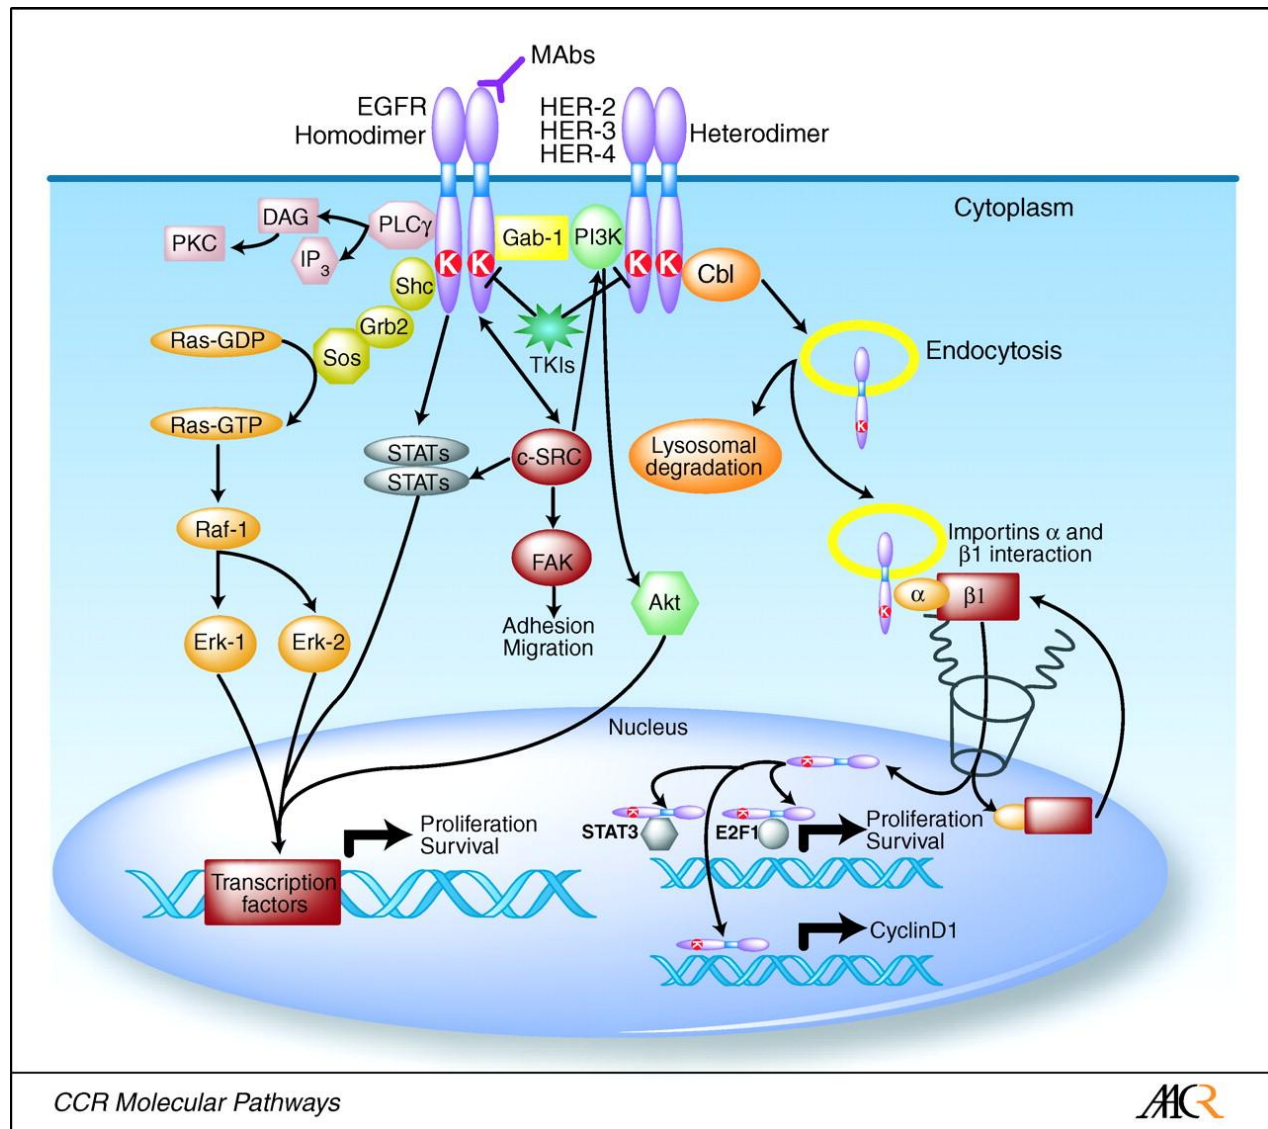 MAbs
EGFR
Homodimer
HER-2
HER-3
HER-4
Heterodimer
Cytoplasm
DAG
PLCγ
PKC
IP3
Gab-1
PI3K
K
K
K
K
Cbl
Shc
Grb2
Sos
TKIs
Ras-GDP
Endocytosis
K
Ras-GTP
STATs
STATs
c-SRC
Lysosomal
degradation
Raf-1
FAK
Importins α and
β1 interaction
K
α
β1
Akt
Erk-1
Erk-2
Adhesion
Migration
Nucleus
K
K
K
STAT3
E2F1
Proliferation
Survival
Proliferation
Survival
Transcription
factors
K
CyclinD1
CCR Molecular Pathways
AACR